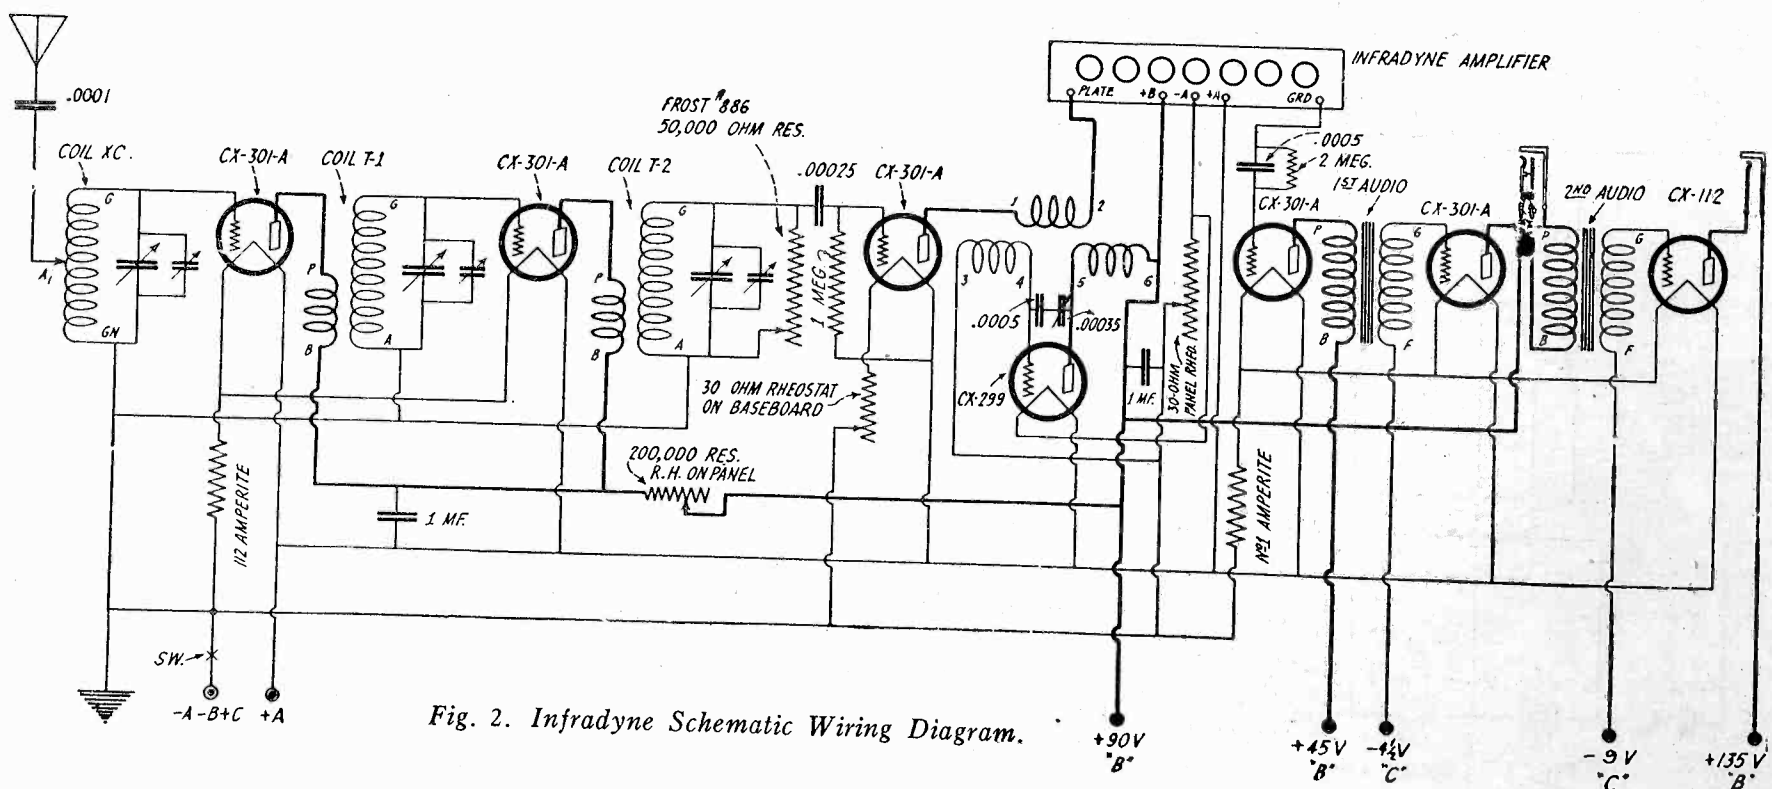 INFRADYNE AMPLIFIER
PLATE +B -A +A GRD
.0001
FROST #886
50,000 OHM RES.
COIL XC.
CX-301-A
COIL T-1
CX-301-A
COIL T-2
.00025
CX-301-A
.0005
2 MEG.
1ST AUDIO
CX-301-A
CX-301-A
2ND AUDIO
CX-112
G
A1
GN
P
B
G
A
P
B
G
A
1 MEG.
1
2
3
4
5
6
.0005
.00035
CX-299
1 MF.
30-OHM
PANEL RHEO.
P
B
G
F
P
B
G
F
30 OHM RHEOSTAT
ON BASEBOARD
200,000 RES.
R.H. ON PANEL
112 AMPERITE
1 MF.
Nº1 AMPERITE
SW.
-A -B+C +A
Fig. 2. Infradyne Schematic Wiring Diagram.
+90V
"B"
+45V
"B"
-4½V
"C"
-9V
"C"
+135V
"B"